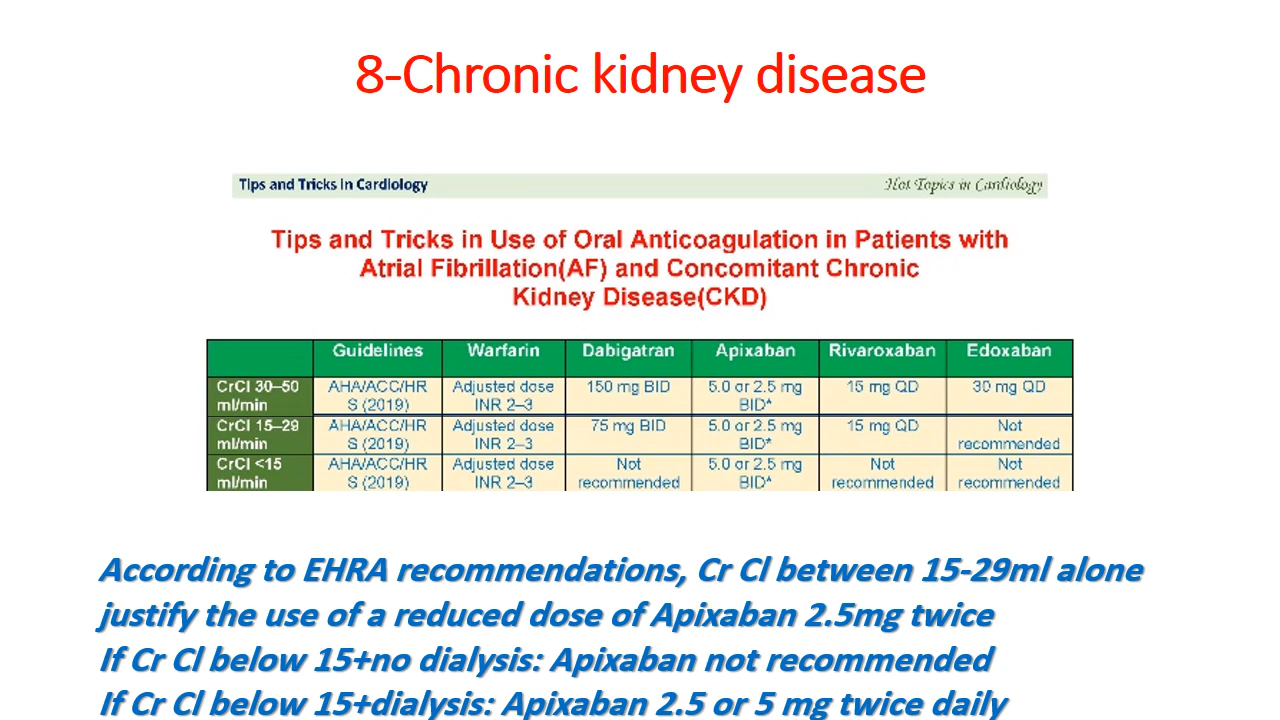 8-Chronic kidney disease
Tips and Tricks in Cardiology
Hot Topics in Cardiology
Tips and Tricks in Use of Oral Anticoagulation in Patients with
Atrial Fibrillation(AF) and Concomitant Chronic
Kidney Disease(CKD)
Guidelines Warfarin Dabigatran Apixaban Rivaroxaban Edoxaban
CrCl 30–50 AHA/ACC/HR Adjusted dose 150 mg BID 5.0 or 2.5 mg 15 mg QD 30 mg QD
ml/min S (2019) INR 2–3 BID*
CrCl 15–29 AHA/ACC/HR Adjusted dose 75 mg BID 5.0 or 2.5 mg 15 mg QD Not
ml/min S (2019) INR 2–3 BID* recommended
CrCl <15 AHA/ACC/HR Adjusted dose Not 5.0 or 2.5 mg Not Not
ml/min S (2019) INR 2–3 recommended BID* recommended recommended
According to EHRA recommendations, Cr Cl between 15-29ml alone
justify the use of a reduced dose of Apixaban 2.5mg twice
If Cr Cl below 15+no dialysis: Apixaban not recommended
If Cr Cl below 15+dialysis: Apixaban 2.5 or 5 mg twice daily